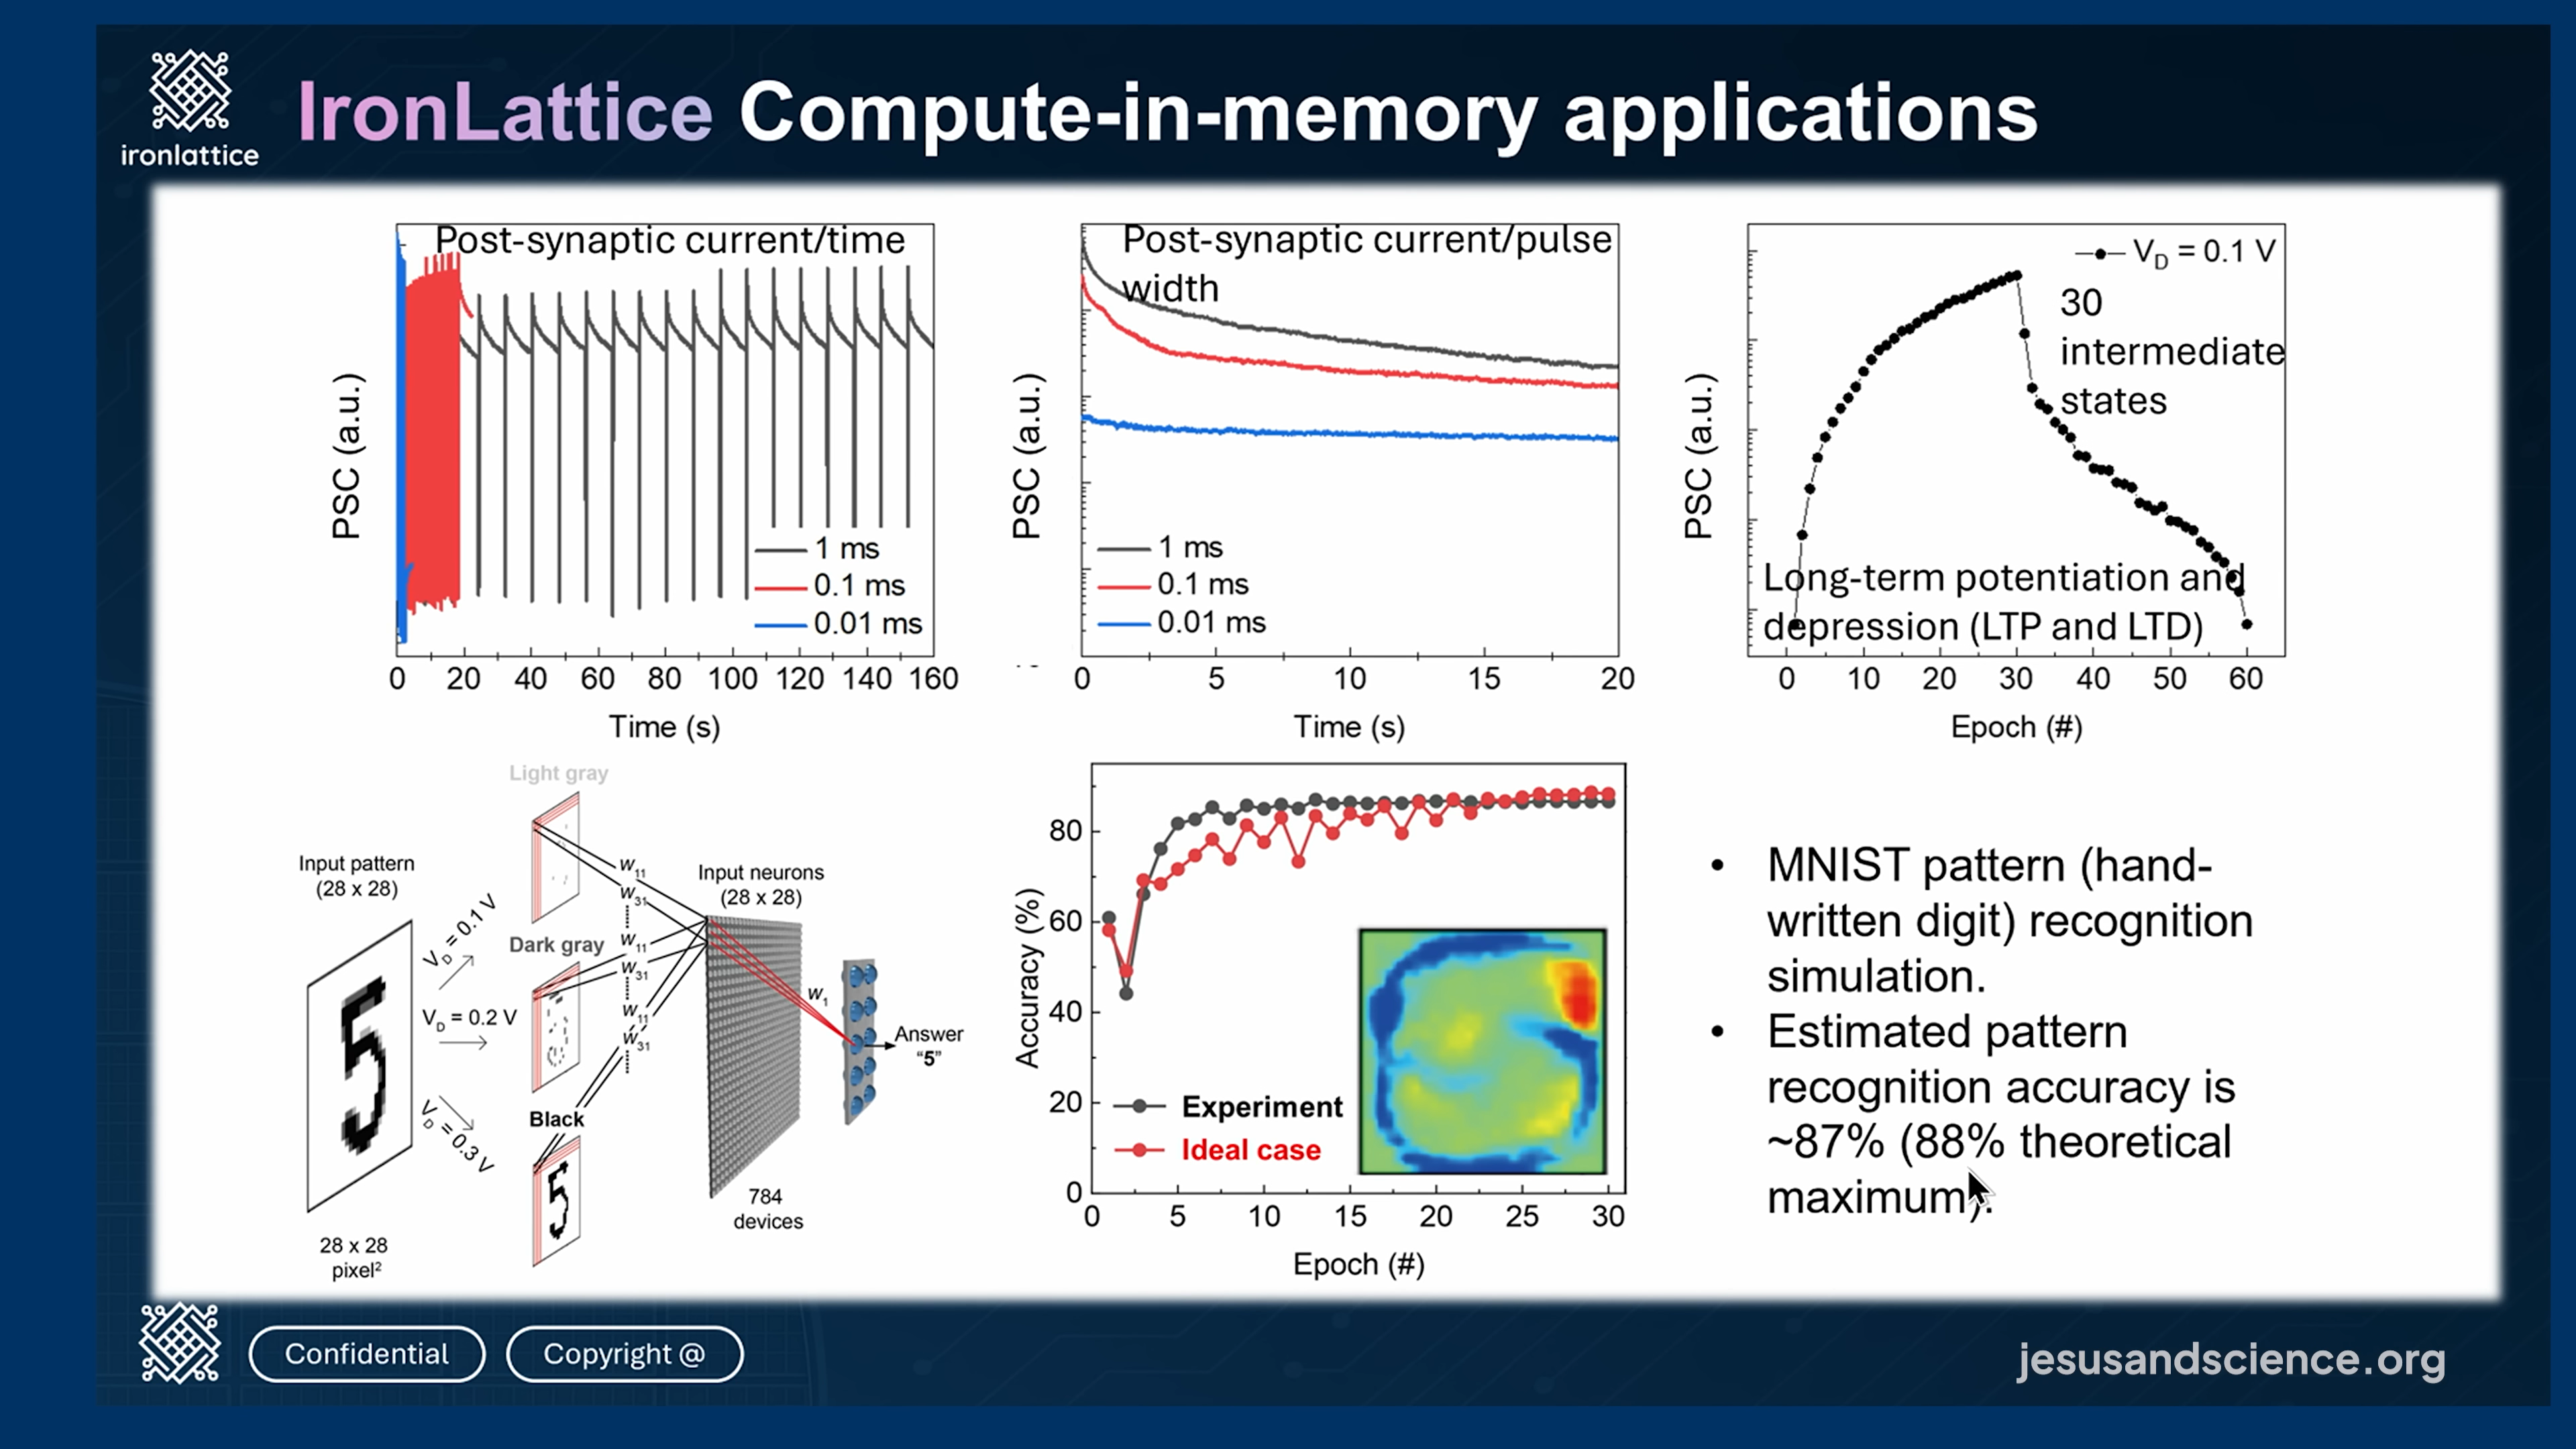 ironlattice
IronLattice Compute-in-memory applications
Post-synaptic current/time
PSC (a.u.)
1 ms
0.1 ms
0.01 ms
0 20 40 60 80 100 120 140 160
Time (s)
Post-synaptic current/pulse
width
PSC (a.u.)
1 ms
0.1 ms
0.01 ms
0 5 10 15 20
Time (s)
V_D = 0.1 V
30
intermediate
states
PSC (a.u.)
Long-term potentiation and
depression (LTP and LTD)
0 10 20 30 40 50 60
Epoch (#)
Light gray
Input pattern
(28 x 28)
V_D = 0.1 V
Dark gray
V_D = 0.2 V
V_D = 0.3 V
Black
28 x 28
pixel²
w₁₁
w₃₁
w₁₁
w₃₁
w₁₁
w₃₁
Input neurons
(28 x 28)
w₁
Answer
“5”
784
devices
Accuracy (%)
80
60
40
20
0
Experiment
Ideal case
0 5 10 15 20 25 30
Epoch (#)
• MNIST pattern (hand-
written digit) recognition
simulation.
• Estimated pattern
recognition accuracy is
~87% (88% theoretical
maximum).
Confidential
Copyright @
jesusandscience.org